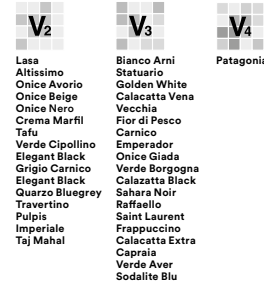 V2
Lasa
Altissimo
Onice Avorio
Onice Beige
Onice Nero
Crema Marfil
Tafu
Verde Cipollino
Elegant Black
Grigio Carnico
Elegant Black
Quarzo Bluegrey
Travertino
Pulpis
Imperiale
Taj Mahal
V3
Bianco Arni
Statuario
Golden White
Calacatta Vena
Vecchia
Fior di Pesco
Carnico
Emperador
Onice Giada
Verde Borgogna
Calazatta Black
Sahara Noir
Raffaello
Saint Laurent
Frappuccino
Calacatta Extra
Capraia
Verde Aver
Sodalite Blu
V4
Patagonia